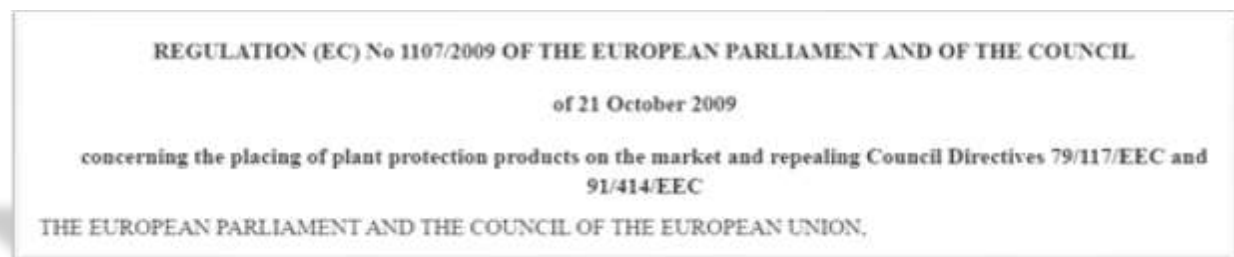 REGULATION (EC) No 1107/2009 OF THE EUROPEAN PARLIAMENT AND OF THE COUNCIL
of 21 October 2009
concerning the placing of plant protection products on the market and repealing Council Directives 79/117/EEC and
91/414/EEC
THE EUROPEAN PARLIAMENT AND THE COUNCIL OF THE EUROPEAN UNION,